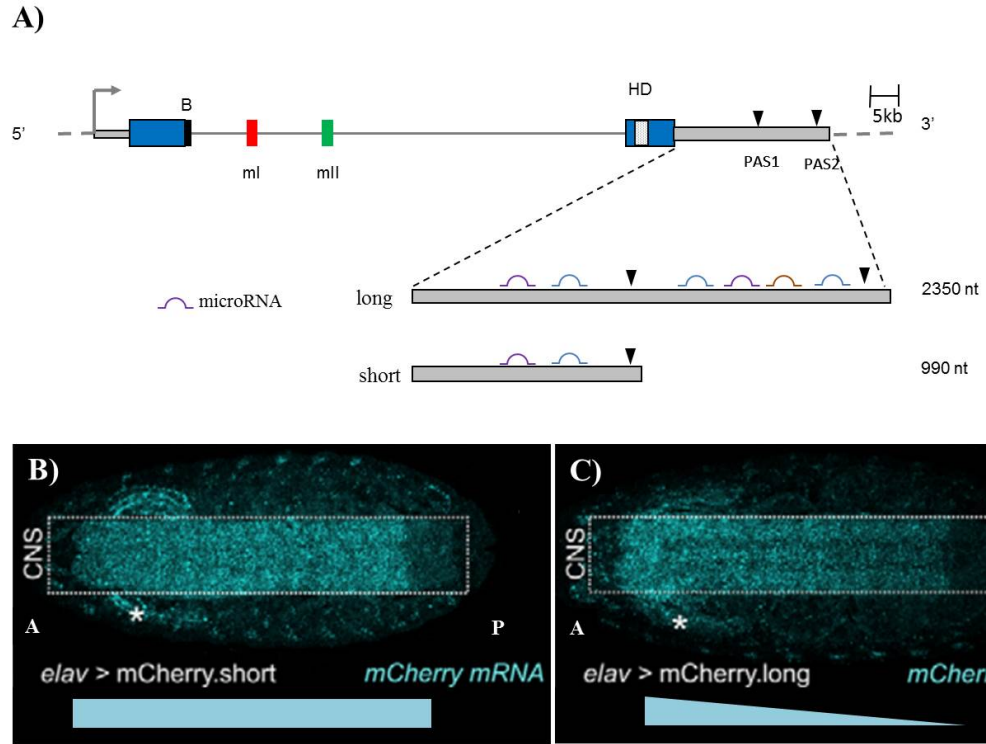 A)
B
HD
5kb
5’
3’
mI
mII
PAS1
PAS2
microRNA
long
2350 nt
short
990 nt
B)
CNS
A
P
*
elav > mCherry.short
mCherry mRNA
C)
CNS
A
*
elav > mCherry.long
mCher